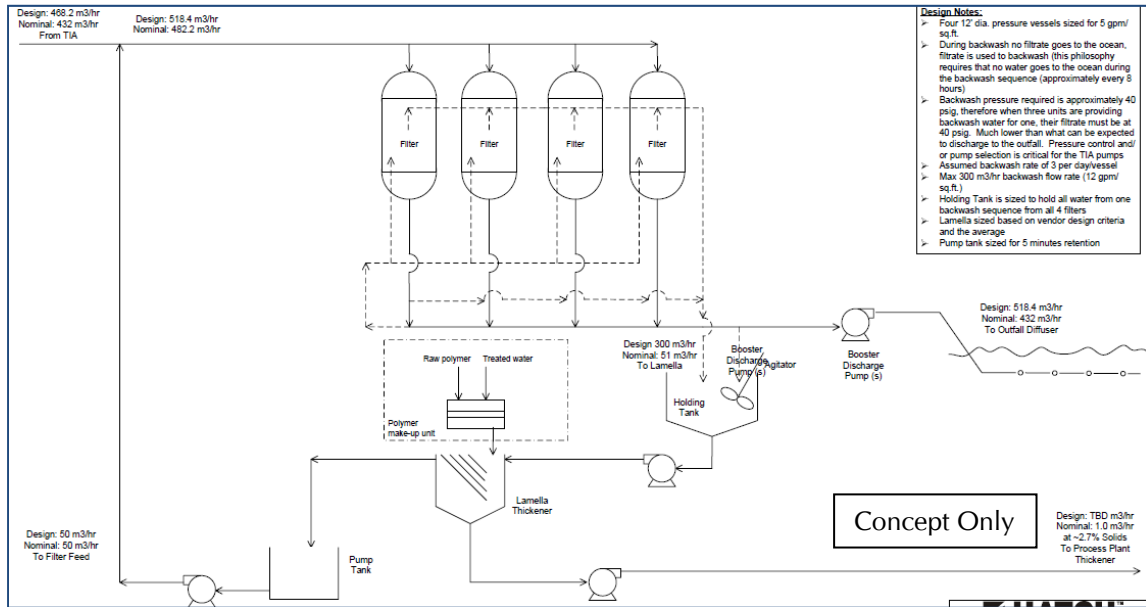 Design: 468.2 m3/hr
Nominal: 432 m3/hr
From TIA
Design: 518.4 m3/hr
Nominal: 482.2 m3/hr
Design Notes:
Four 12' dia. pressure vessels sized for 5 gpm/
sq.ft.
During backwash no filtrate goes to the ocean,
filtrate is used to backwash (this philosophy
requires that no water goes to the ocean during
the backwash sequence (approximately every 8
hours)
Backwash pressure required is approximately 40
psig, therefore when three units are providing
backwash water for one, their filtrate must be at
40 psig. Much lower than what can be expected
to discharge to the outfall. Pressure control and/
or pump selection is critical for the TIA pumps
Assumed backwash rate of 3 per day/vessel
Max 300 m3/hr backwash flow rate (12 gpm/
sq.ft.)
Holding Tank is sized to hold all water from one
backwash sequence from all 4 filters
Lamella sized based on vendor design criteria
and the average
Pump tank sized for 5 minutes retention
Filter
Filter
Filter
Filter
Design: 518.4 m3/hr
Nominal: 432 m3/hr
To Outfall Diffuser
Booster
Discharge
Pump (s)
Design 300 m3/hr
Nominal: 51 m3/hr
To Lamella
Booster
Discharge
Pump (s)
Agitator
Raw polymer
Treated water
Polymer
make-up unit
Holding
Tank
Lamella
Thickener
Concept Only
Design: TBD m3/hr
Nominal: 1.0 m3/hr
at ~2.7% Solids
To Process Plant
Thickener
Design: 50 m3/hr
Nominal: 50 m3/hr
To Filter Feed
Pump
Tank
HATCH™